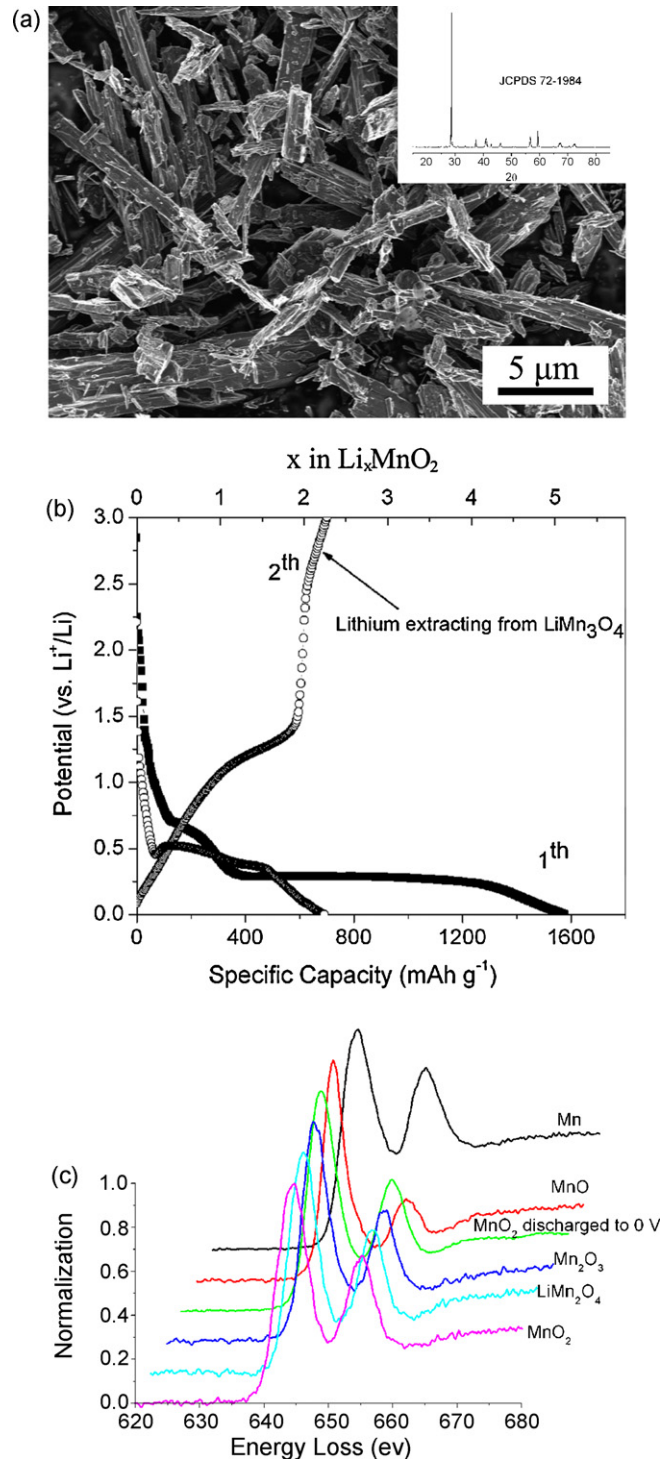 (a)
JCPDS 72-1984
20 30 40 50 60 70 80
2θ
5 μm
x in LixMnO2
0 1 2 3 4 5
(b)
3.0
2.5
2.0
1.5
1.0
0.5
0.0
Potential (vs. Li+/Li)
2th
Lithium extracting from LiMn3O4
1th
0 400 800 1200 1600
Specific Capacity (mAh g-1)
(c)
Mn
MnO
MnO2 discharged to 0 V
Mn2O3
LiMn2O4
MnO2
1.0
0.8
0.6
0.4
0.2
0.0
Normalization
620 630 640 650 660 670 680
Energy Loss (ev)